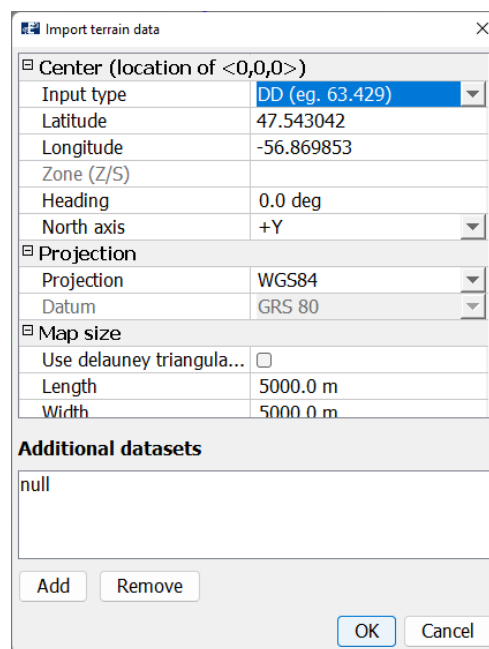 Import terrain data
Center (location of <0,0,0>)
Input type DD (eg. 63.429)
Latitude 47.543042
Longitude -56.869853
Zone (Z/S)
Heading 0.0 deg
North axis +Y
Projection
Projection WGS84
Datum GRS 80
Map size
Use delauney triangula...
Length 5000.0 m
Width 5000.0 m
Additional datasets
null
Add Remove
OK Cancel